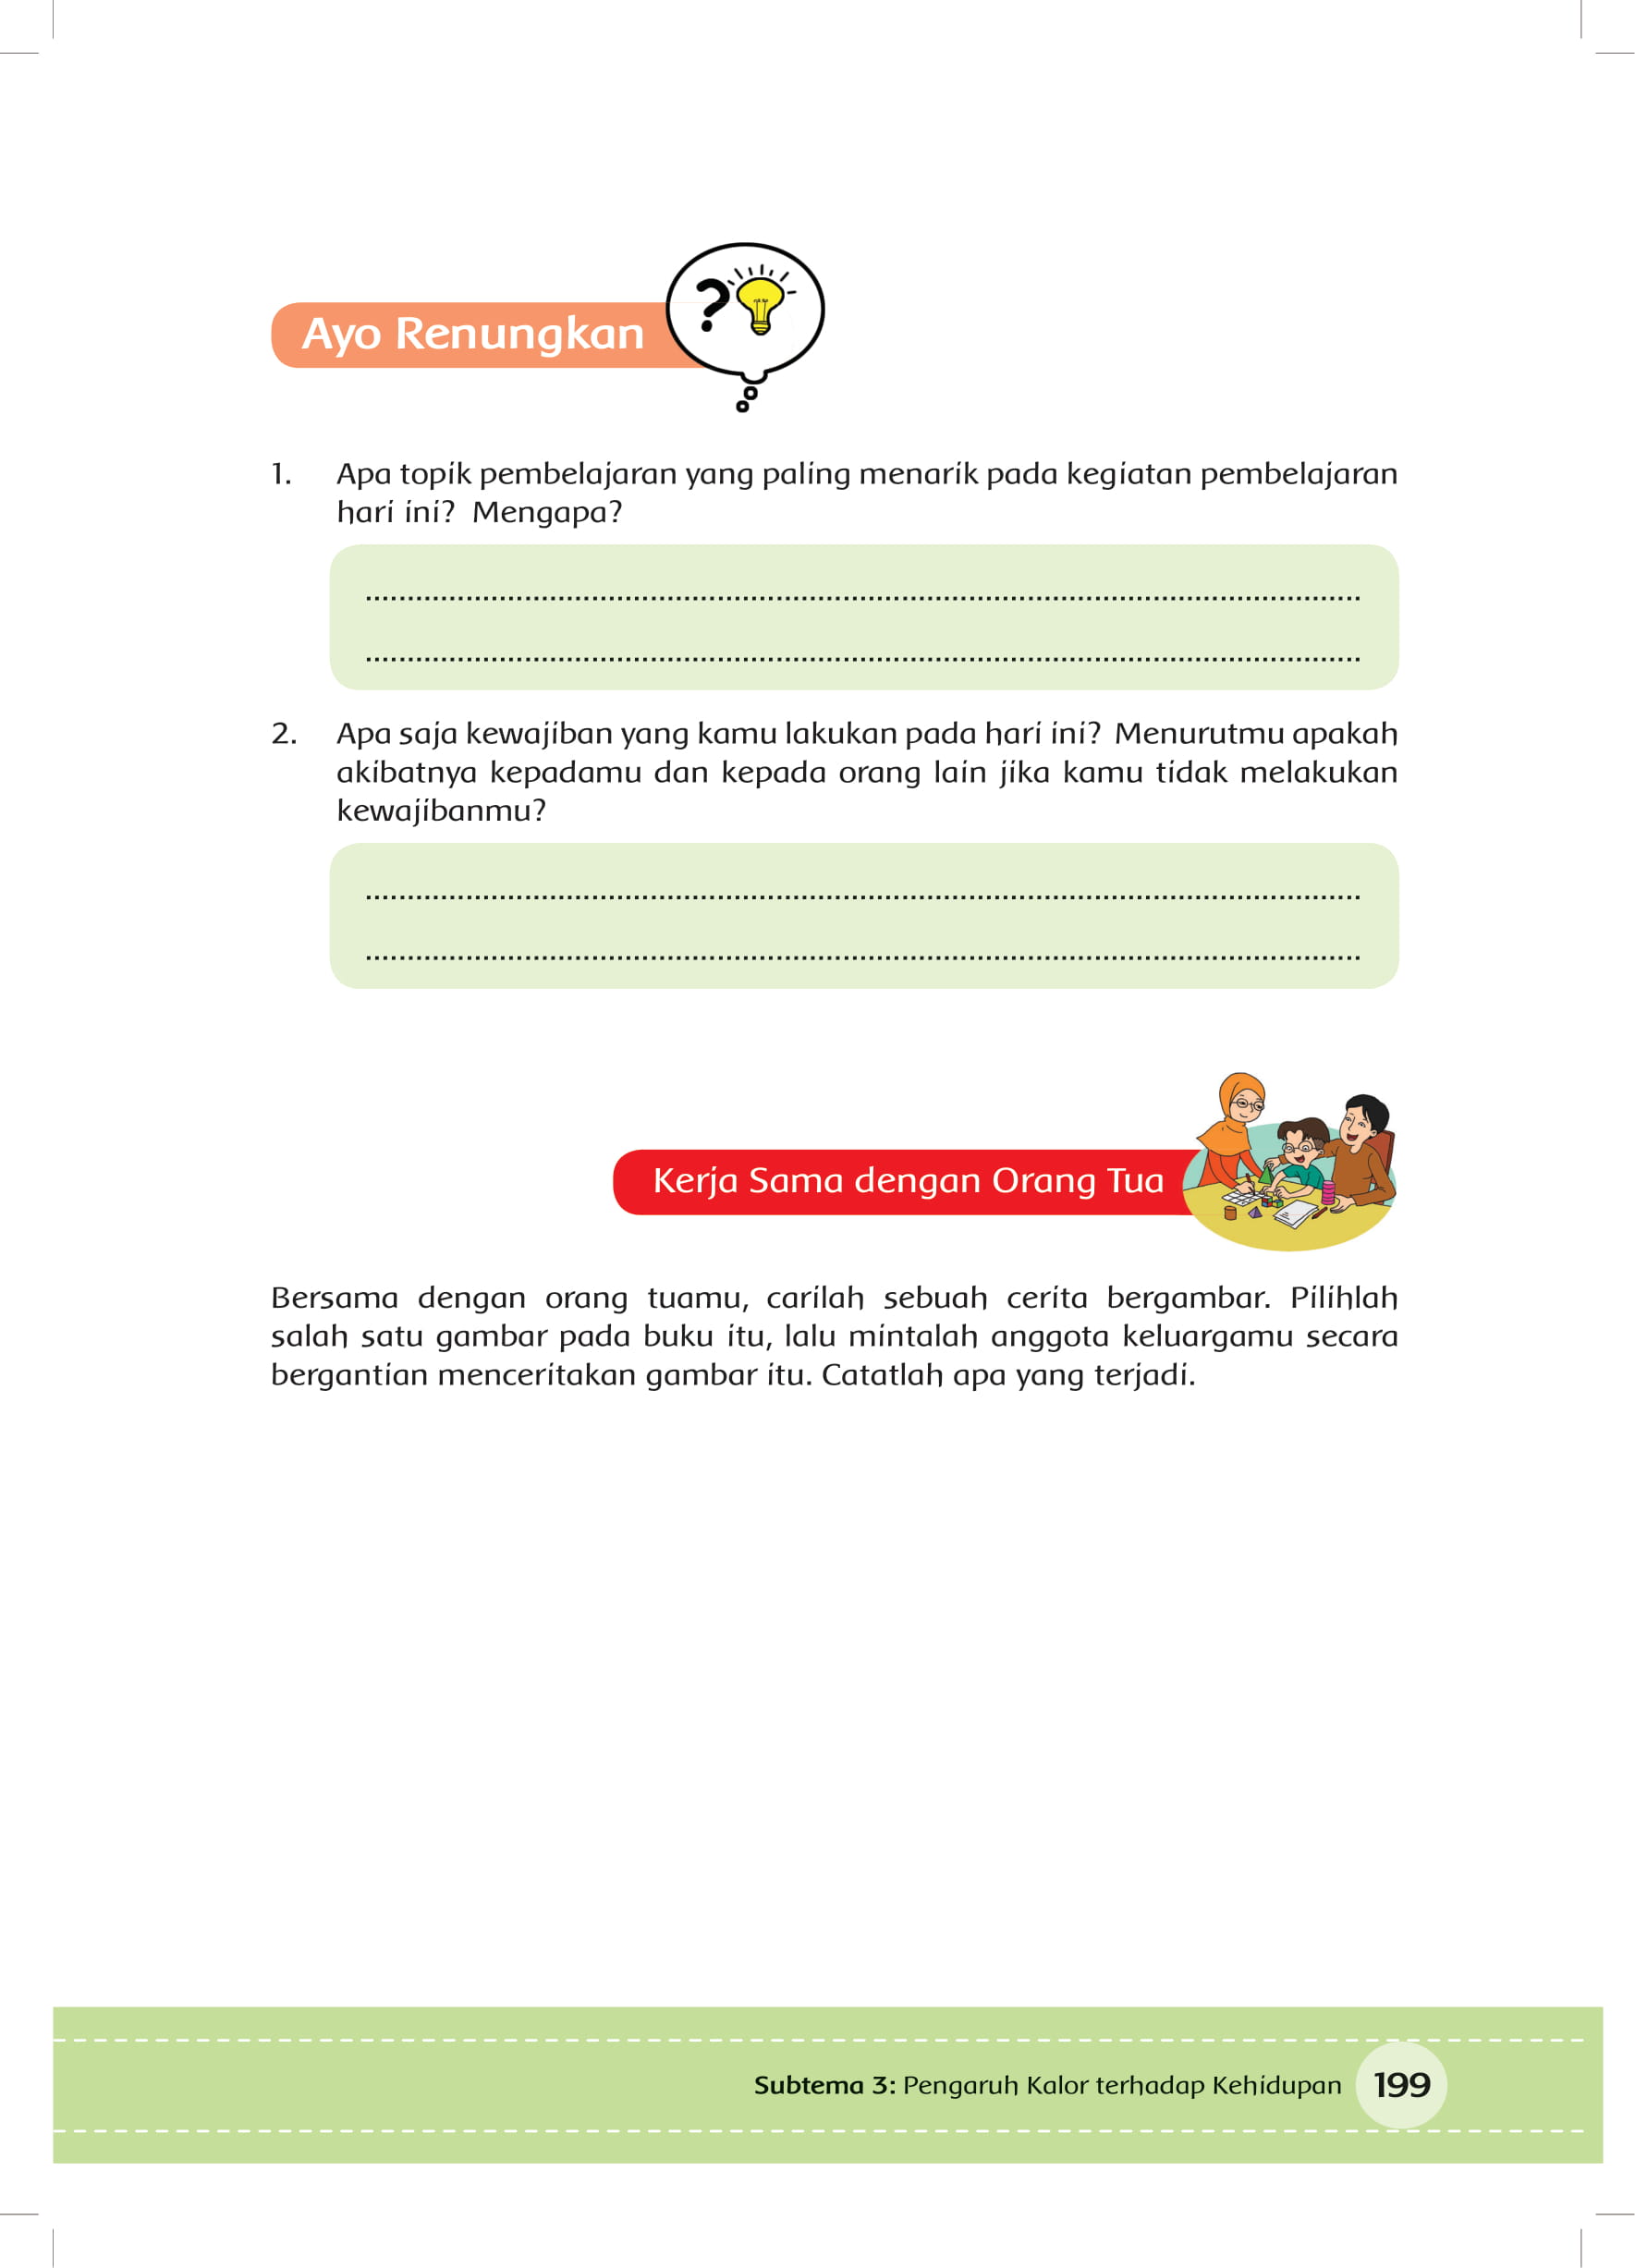 Ayo Renungkan
1. Apa topik pembelajaran yang paling menarik pada kegiatan pembelajaran
hari ini? Mengapa?
2. Apa saja kewajiban yang kamu lakukan pada hari ini? Menurutmu apakah
akibatnya kepadamu dan kepada orang lain jika kamu tidak melakukan
kewajibanmu?
Kerja Sama dengan Orang Tua
Bersama dengan orang tuamu, carilah sebuah cerita bergambar. Pilihlah
salah satu gambar pada buku itu, lalu mintalah anggota keluargamu secara
bergantian menceritakan gambar itu. Catatlah apa yang terjadi.
Subtema 3: Pengaruh Kalor terhadap Kehidupan 199